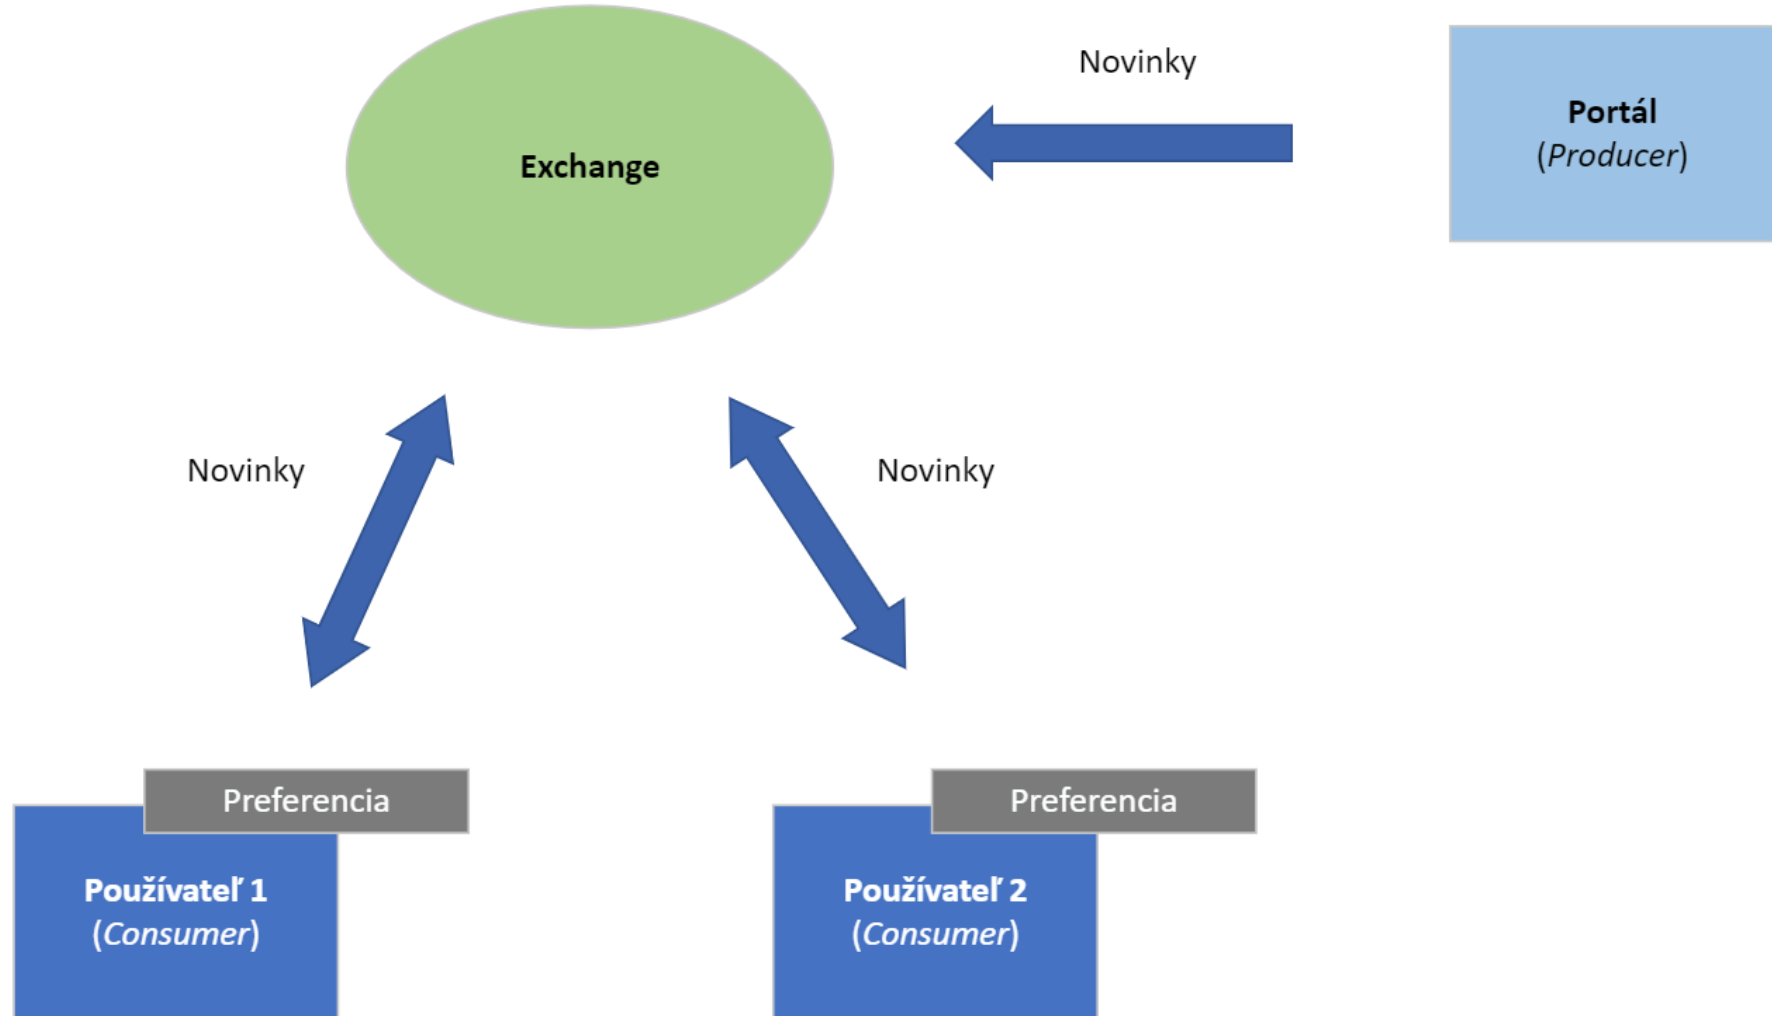 Exchange
Novinky
Portál
(Producer)
Novinky
Novinky
Preferencia
Používateľ 1
(Consumer)
Preferencia
Používateľ 2
(Consumer)